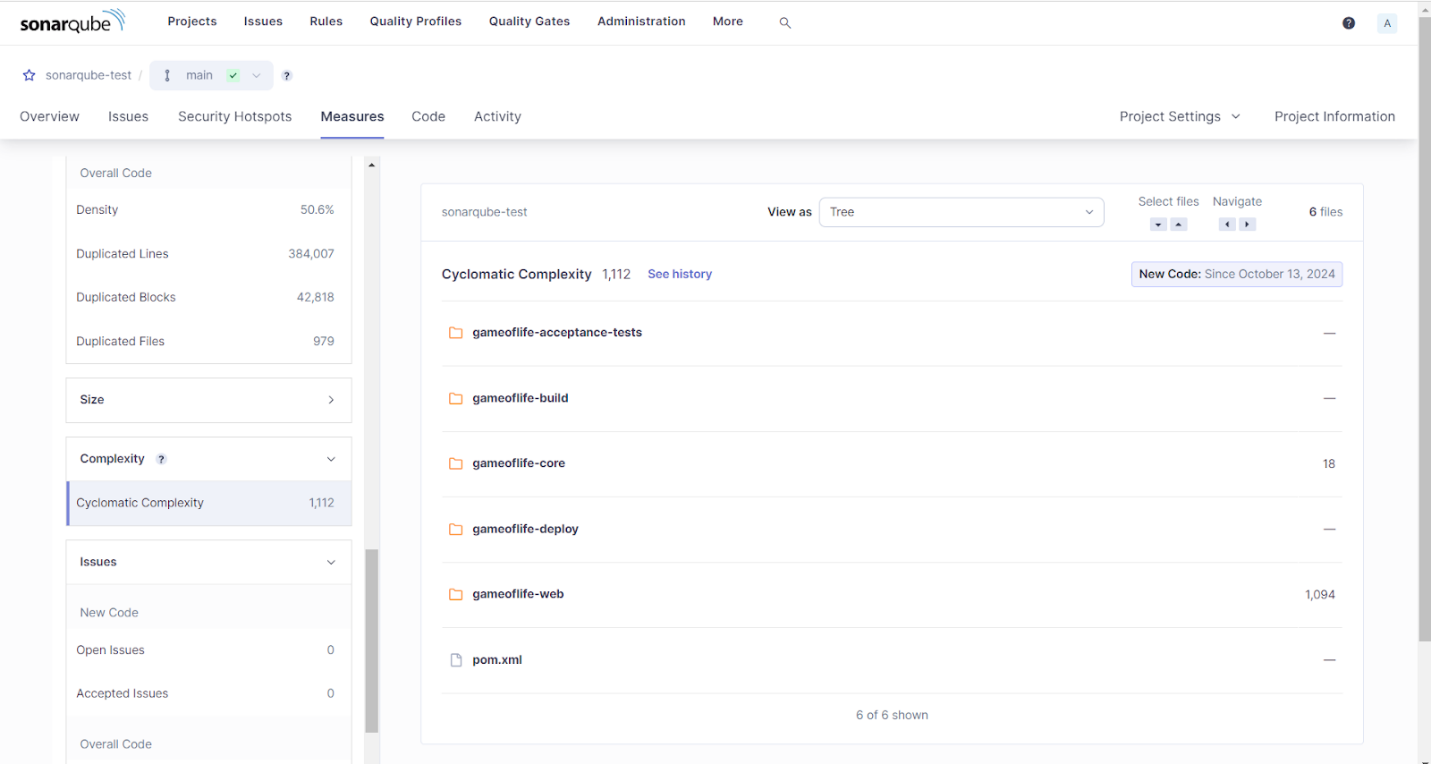 sonarqube Projects Issues Rules Quality Profiles Quality Gates Administration More ? A
sonarqube-test / main ?
Overview Issues Security Hotspots Measures Code Activity Project Settings Project Information
Overall Code
Density 50.6%
Duplicated Lines 384,007
Duplicated Blocks 42,818
Duplicated Files 979
Size
Complexity ?
Cyclomatic Complexity 1,112
Issues
New Code
Open Issues 0
Accepted Issues 0
Overall Code
sonarqube-test View as Tree Select files Navigate 6 files
Cyclomatic Complexity 1,112 See history New Code: Since October 13, 2024
gameoflife-acceptance-tests —
gameoflife-build —
gameoflife-core 18
gameoflife-deploy —
gameoflife-web 1,094
pom.xml —
6 of 6 shown